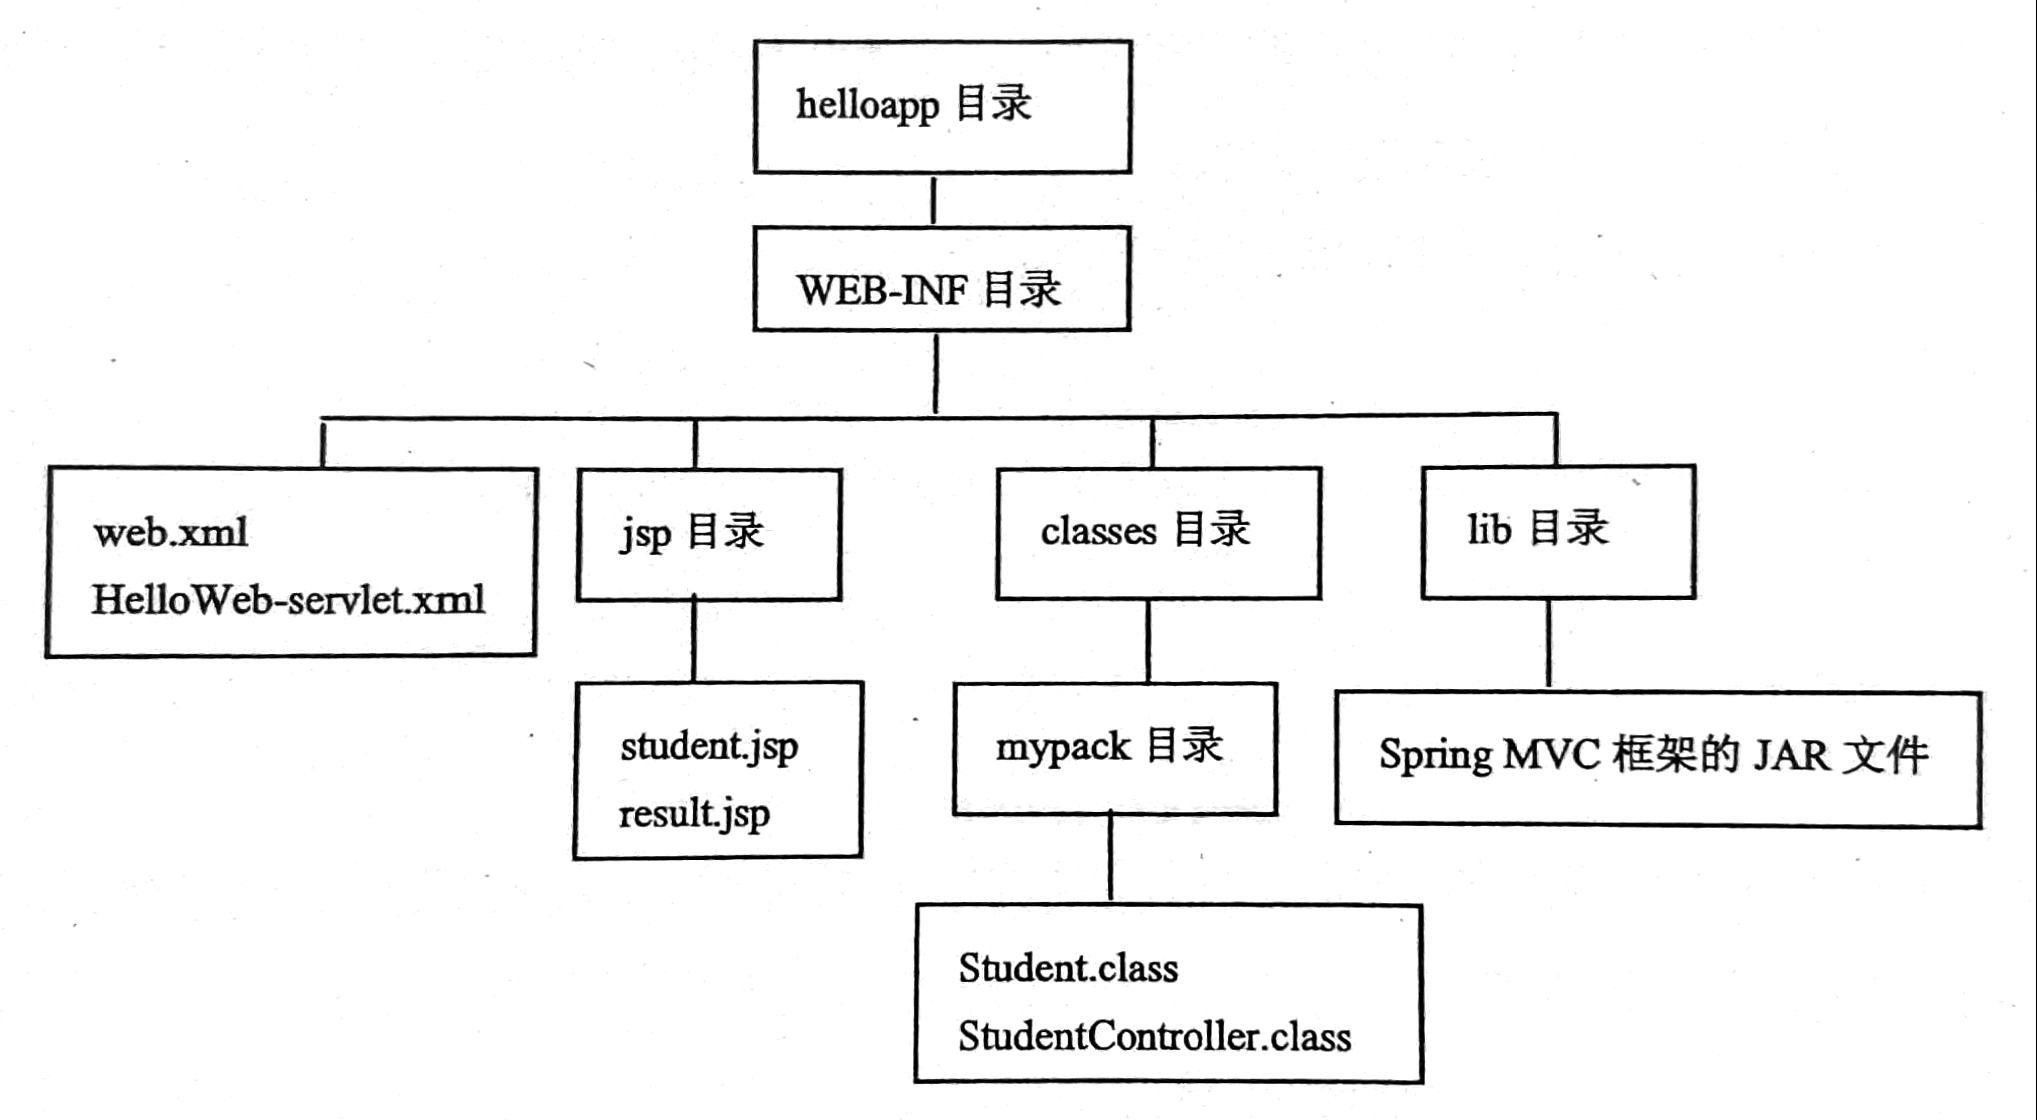 helloapp 目录
WEB-INF 目录
web.xml
HelloWeb-servlet.xml
jsp 目录
classes 目录
lib 目录
student.jsp
result.jsp
mypack 目录
Spring MVC 框架的 JAR 文件
Student.class
StudentController.class